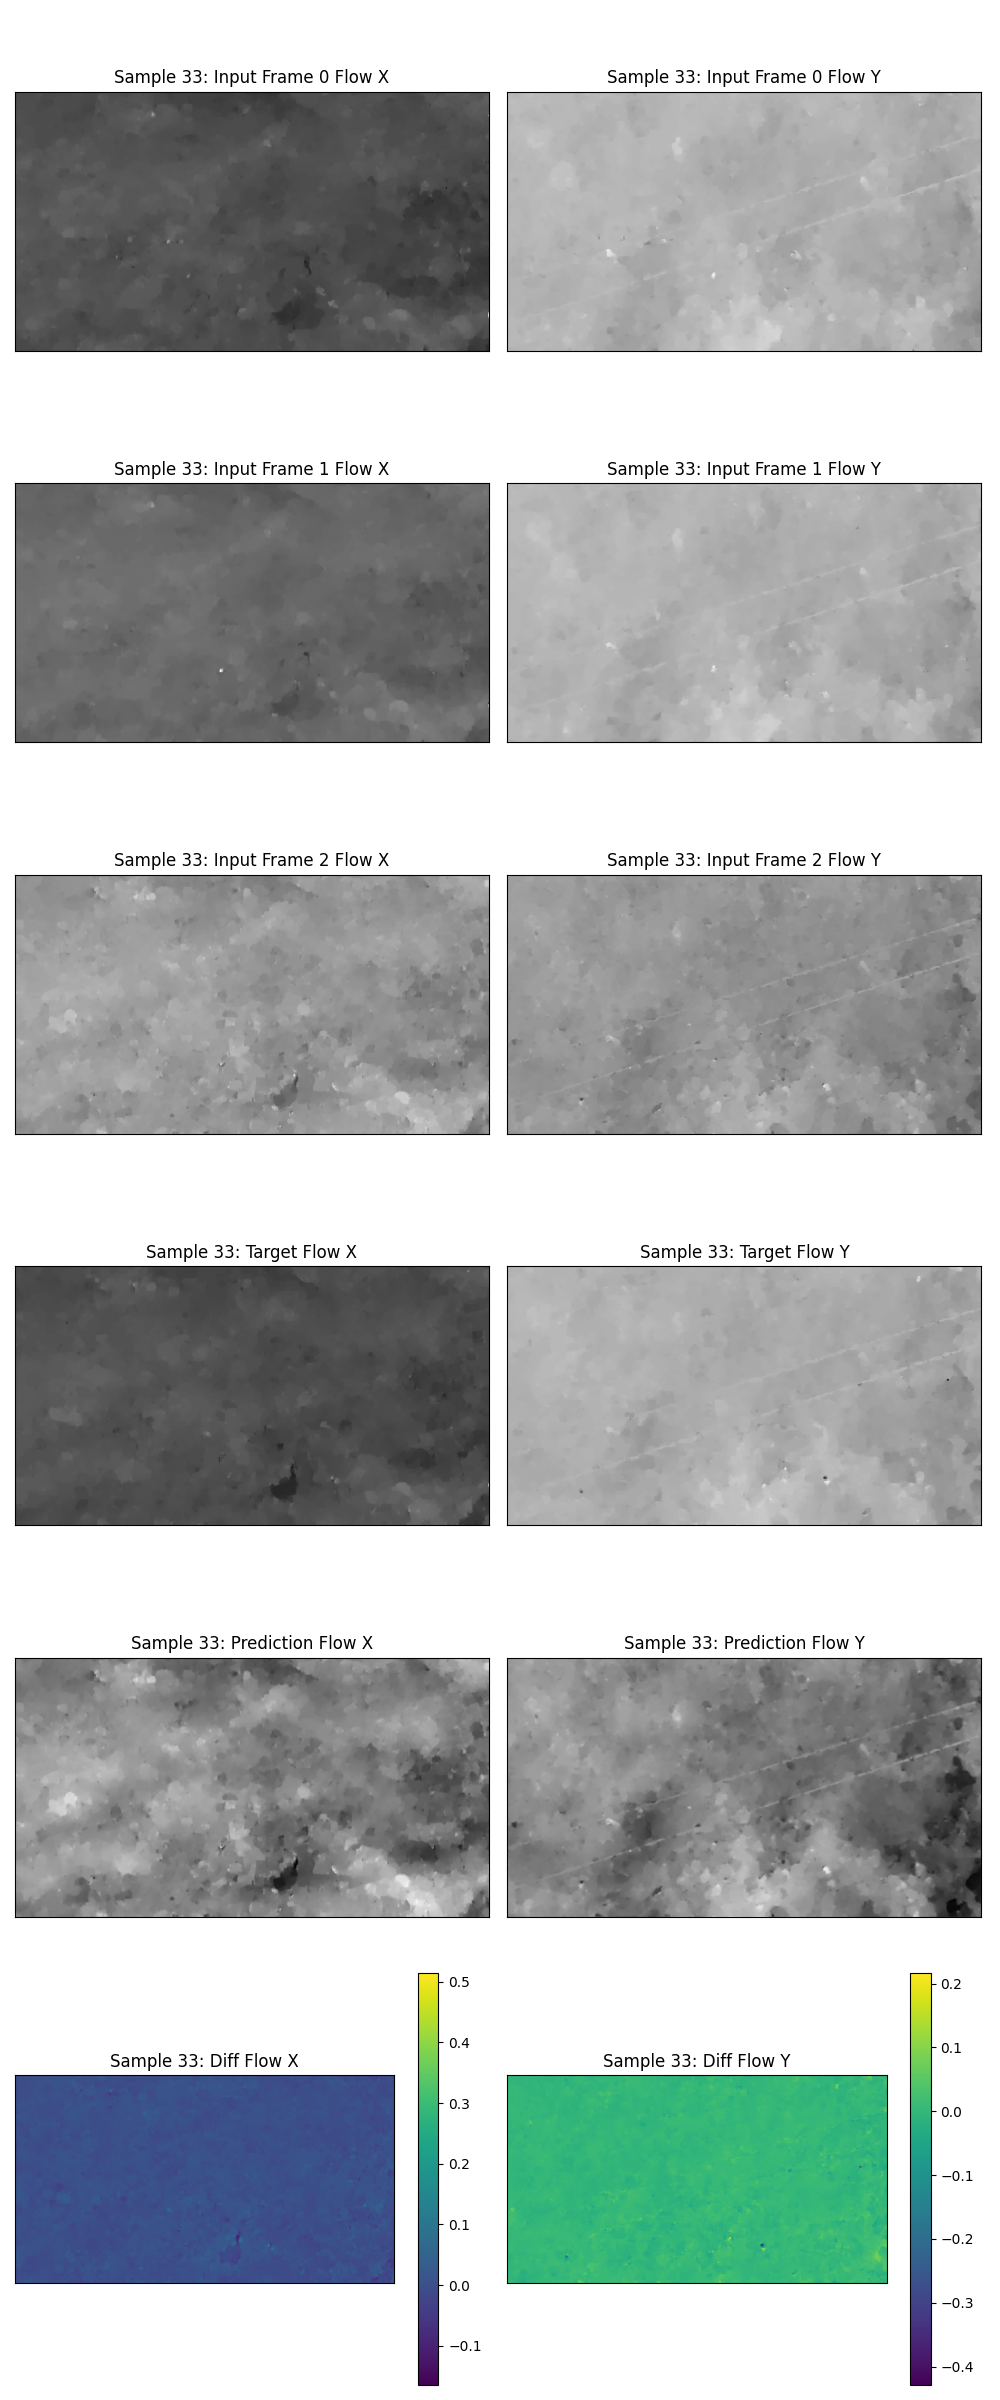 Sample 33: Input Frame 0 Flow X
Sample 33: Input Frame 0 Flow Y
Sample 33: Input Frame 1 Flow X
Sample 33: Input Frame 1 Flow Y
Sample 33: Input Frame 2 Flow X
Sample 33: Input Frame 2 Flow Y
Sample 33: Target Flow X
Sample 33: Target Flow Y
Sample 33: Prediction Flow X
Sample 33: Prediction Flow Y
Sample 33: Diff Flow X
0.5
0.4
0.3
0.2
0.1
0.0
−0.1
Sample 33: Diff Flow Y
0.2
0.1
0.0
−0.1
−0.2
−0.3
−0.4